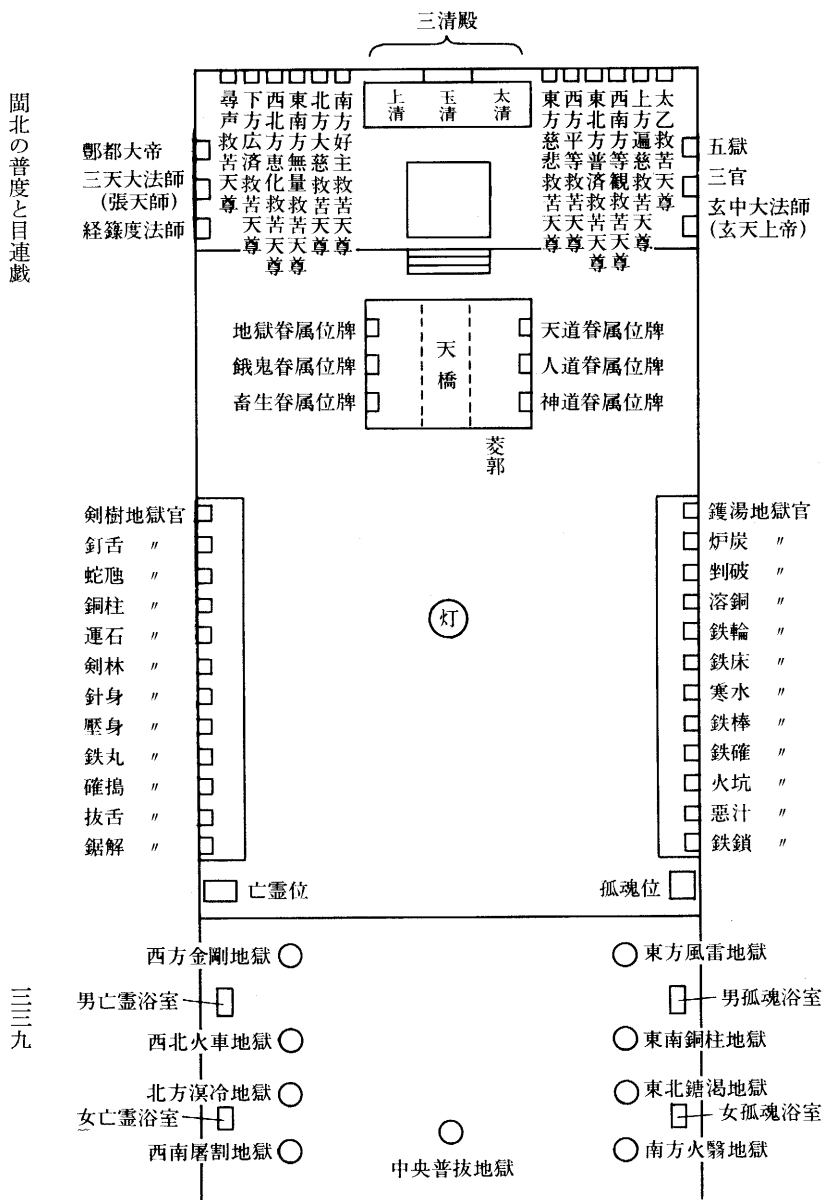 閩北の普度と目連戯
三三九
三清殿
上清
玉清
太清
尋声救苦天尊
下方広済救苦天尊
西北方恵化救苦天尊
東南方無量救苦天尊
北方大慈救苦天尊
南方好主救苦天尊
東方慈悲救苦天尊
西方平等救苦天尊
東北方普済救苦天尊
西南方等観救苦天尊
上方遍慈救苦天尊
太乙救苦天尊
酆都大帝
三天大法師
(張天師)
経籙度法師
五獄
三官
玄中大法師
(玄天上帝)
地獄眷属位牌
餓鬼眷属位牌
畜生眷属位牌
天橋
天道眷属位牌
人道眷属位牌
神道眷属位牌
茭郭
剣樹地獄官
釘舌 〃
蛇虺 〃
銅柱 〃
運石 〃
剣林 〃
針身 〃
壓身 〃
鉄丸 〃
確搗 〃
抜舌 〃
鋸解 〃
灯
鑊湯地獄官
炉炭 〃
剉破 〃
溶銅 〃
鉄輪 〃
鉄床 〃
寒水 〃
鉄棒 〃
鉄確 〃
火坑 〃
惡汁 〃
鉄鎖 〃
亡霊位
孤魂位
西方金剛地獄
東方風雷地獄
男亡霊浴室
男孤魂浴室
西北火車地獄
東南銅柱地獄
北方溟冷地獄
東北鑊渇地獄
女亡霊浴室
女孤魂浴室
西南屠割地獄
南方火翳地獄
中央普抜地獄